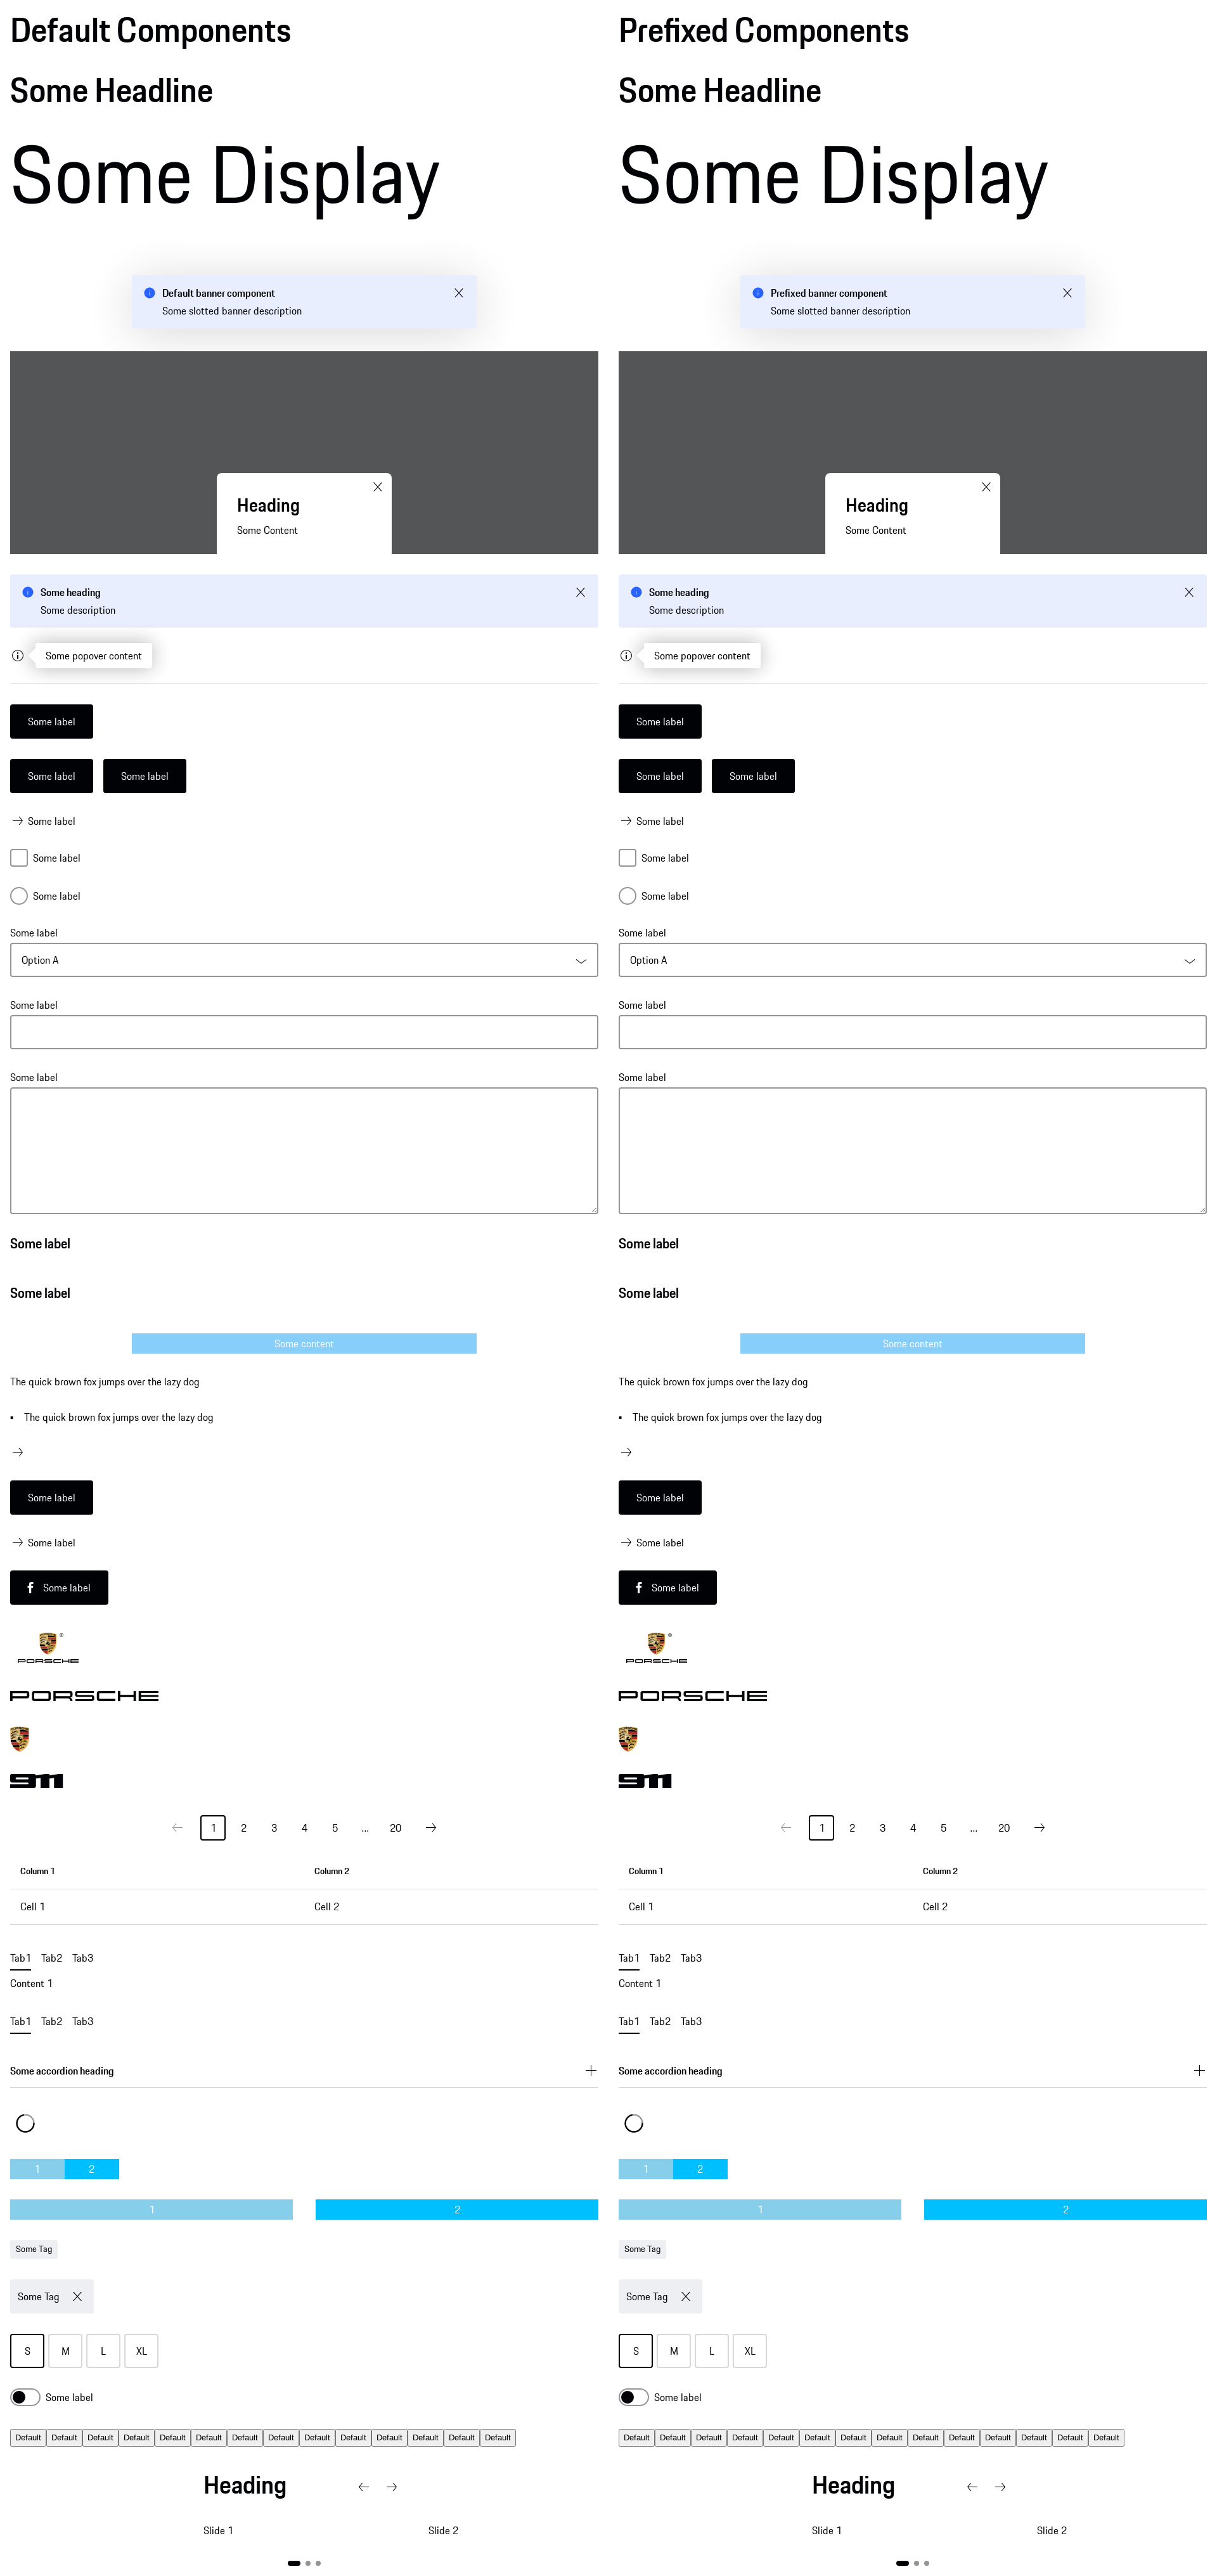 Default Components
Some Headline
Some Display
Default banner component
Some slotted banner description
Heading
Some Content
Some heading
Some description
Some popover content
Some label
Some label Some label
Some label
Some label
Some label
Some label
Option A
Some label
Some label
Some label
Some label
Some content
The quick brown fox jumps over the lazy dog
▪ The quick brown fox jumps over the lazy dog
Some label
Some label
Some label
PORSCHE
PORSCHE
911
1 2 3 4 5 ... 20
Column 1 Column 2
Cell 1 Cell 2
Tab1 Tab2 Tab3
Content 1
Tab1 Tab2 Tab3
Some accordion heading
1 2
1 2
Some Tag
Some Tag
S M L XL
Some label
Default Default Default Default Default Default Default Default Default Default Default Default Default Default
Heading
Slide 1 Slide 2
Prefixed Components
Some Headline
Some Display
Prefixed banner component
Some slotted banner description
Heading
Some Content
Some heading
Some description
Some popover content
Some label
Some label Some label
Some label
Some label
Some label
Some label
Option A
Some label
Some label
Some label
Some label
Some content
The quick brown fox jumps over the lazy dog
▪ The quick brown fox jumps over the lazy dog
Some label
Some label
Some label
PORSCHE
PORSCHE
911
1 2 3 4 5 ... 20
Column 1 Column 2
Cell 1 Cell 2
Tab1 Tab2 Tab3
Content 1
Tab1 Tab2 Tab3
Some accordion heading
1 2
1 2
Some Tag
Some Tag
S M L XL
Some label
Default Default Default Default Default Default Default Default Default Default Default Default Default Default
Heading
Slide 1 Slide 2